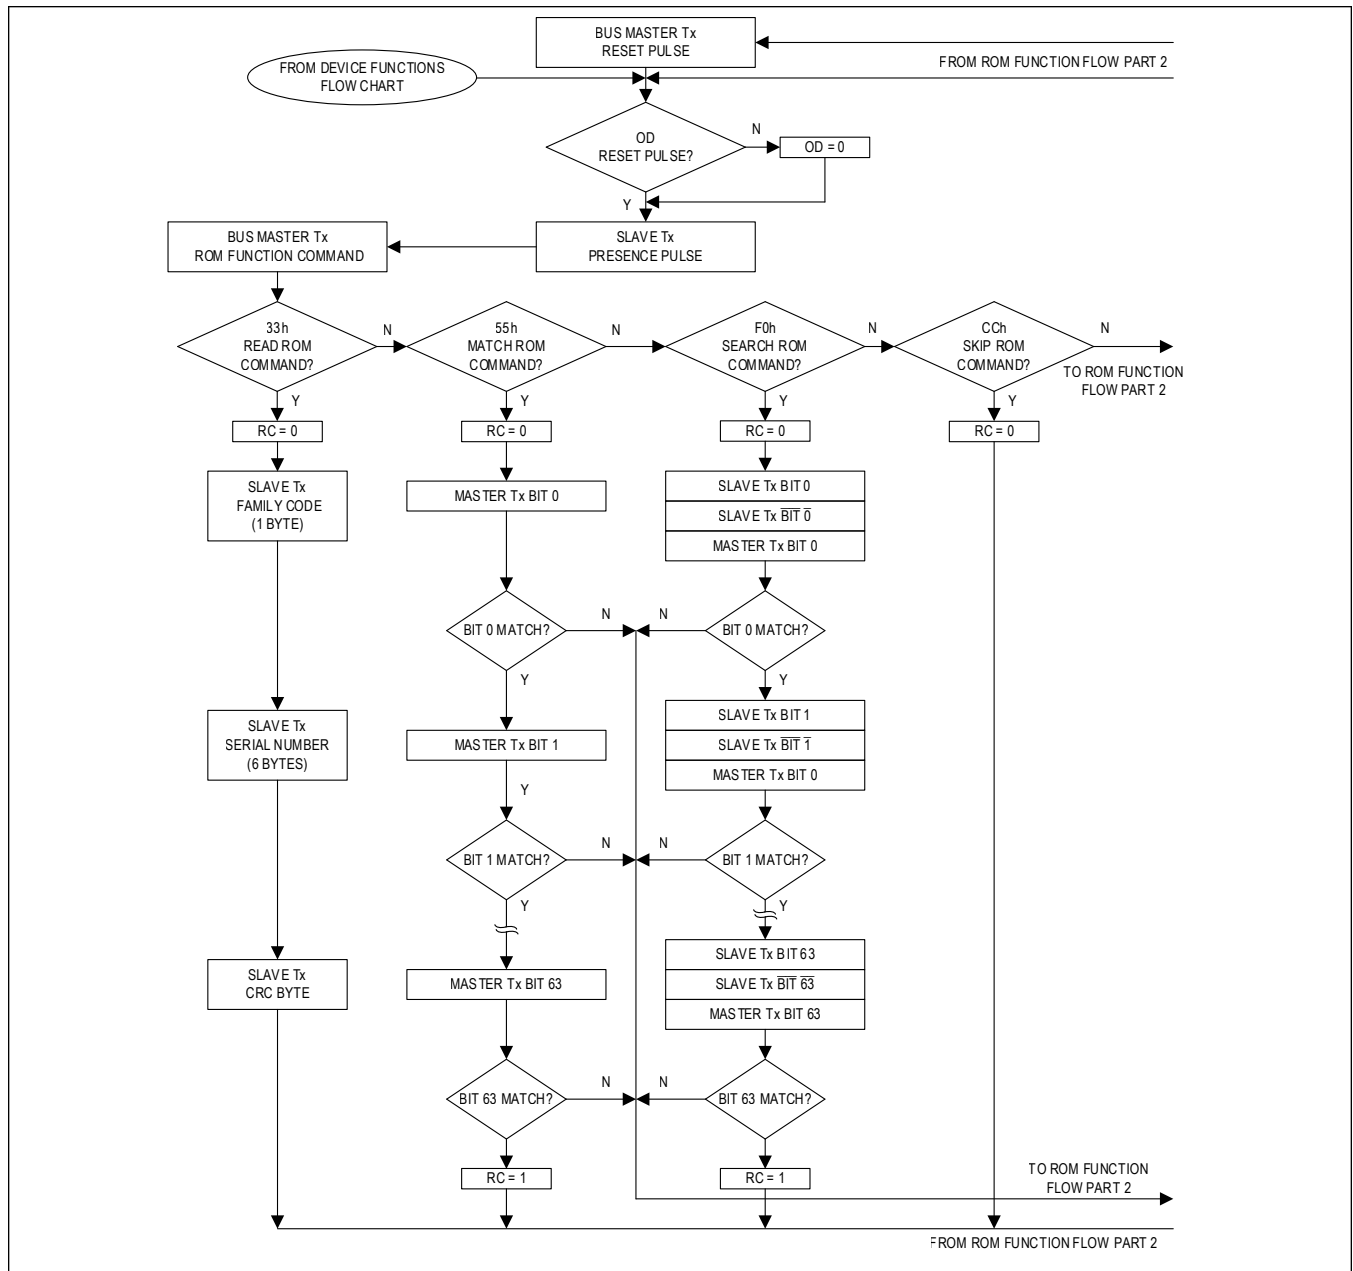 BUS MASTER Tx
RESET PULSE
FROM ROM FUNCTION FLOW PART 2
FROM DEVICE FUNCTIONS
FLOW CHART
OD
RESET PULSE?
N
OD = 0
Y
BUS MASTER Tx
ROM FUNCTION COMMAND
SLAVE Tx
PRESENCE PULSE
33h
READ ROM
COMMAND?
N
55h
MATCH ROM
COMMAND?
N
F0h
SEARCH ROM
COMMAND?
N
CCh
SKIP ROM
COMMAND?
N
TO ROM FUNCTION
FLOW PART 2
Y
Y
Y
Y
RC = 0
RC = 0
RC = 0
RC = 0
SLAVE Tx
FAMILY CODE
(1 BYTE)
MASTER Tx BIT 0
SLAVE Tx BIT 0
SLAVE Tx B̅I̅T̅ 0̅
MASTER Tx BIT 0
BIT 0 MATCH?
N
N
BIT 0 MATCH?
Y
Y
SLAVE Tx
SERIAL NUMBER
(6 BYTES)
MASTER Tx BIT 1
SLAVE Tx BIT 1
SLAVE Tx B̅I̅T̅ 1̅
MASTER Tx BIT 0
Y
BIT 1 MATCH?
N
N
BIT 1 MATCH?
Y
Y
SLAVE Tx
CRC BYTE
MASTER Tx BIT 63
SLAVE Tx BIT 63
SLAVE Tx B̅I̅T̅ 6̅3̅
MASTER Tx BIT 63
BIT 63 MATCH?
N
N
BIT 63 MATCH?
Y
Y
RC = 1
RC = 1
TO ROM FUNCTION
FLOW PART 2
FROM ROM FUNCTION FLOW PART 2